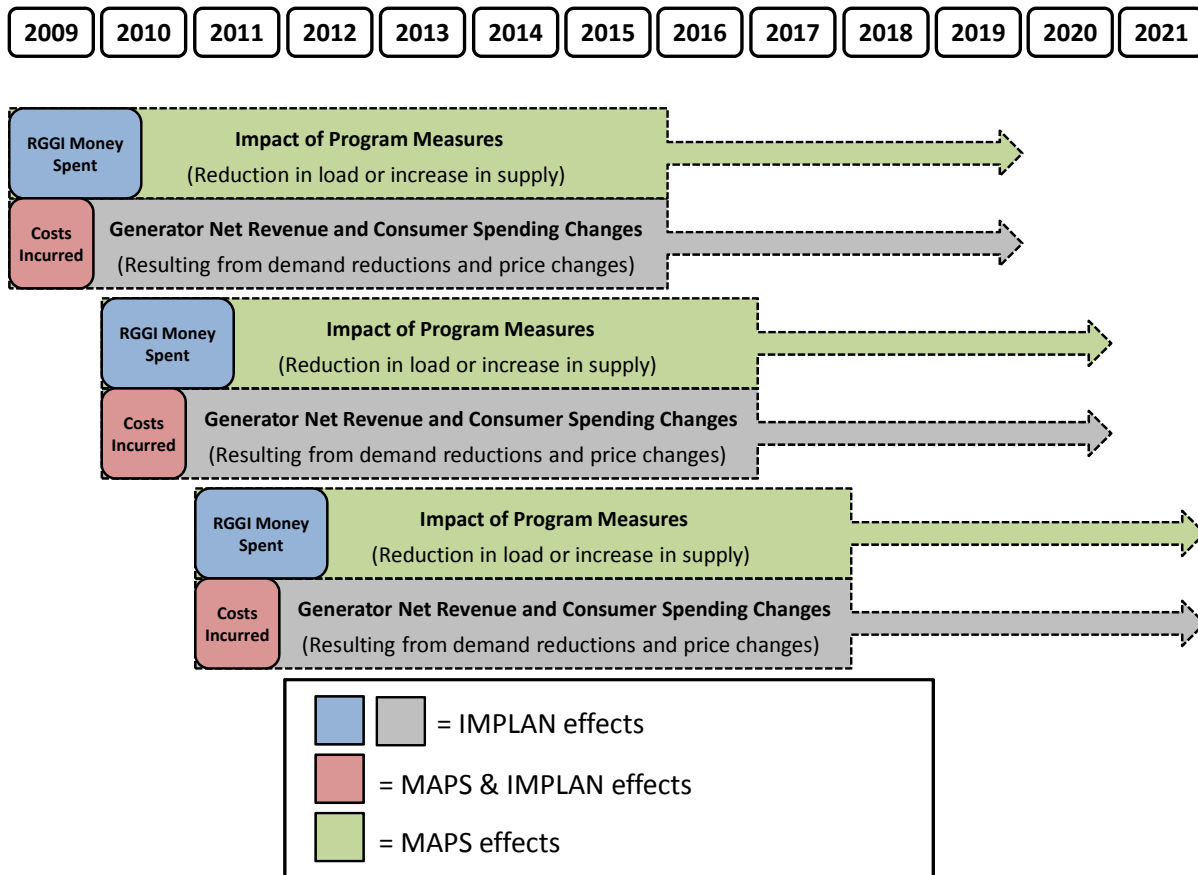 2009 2010 2011 2012 2013 2014 2015 2016 2017 2018 2019 2020 2021
RGGI Money
Spent
Impact of Program Measures
(Reduction in load or increase in supply)
Costs
Incurred
Generator Net Revenue and Consumer Spending Changes
(Resulting from demand reductions and price changes)
RGGI Money
Spent
Impact of Program Measures
(Reduction in load or increase in supply)
Costs
Incurred
Generator Net Revenue and Consumer Spending Changes
(Resulting from demand reductions and price changes)
RGGI Money
Spent
Impact of Program Measures
(Reduction in load or increase in supply)
Costs
Incurred
Generator Net Revenue and Consumer Spending Changes
(Resulting from demand reductions and price changes)
= IMPLAN effects
= MAPS & IMPLAN effects
= MAPS effects